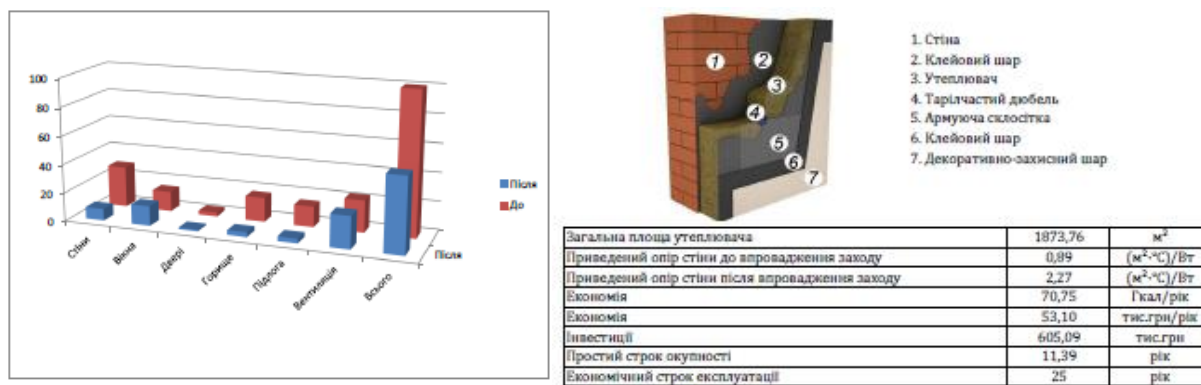 100
80
60
40
20
0
Стіни
Вікна
Двері
Горище
Підлога
Вентиляція
Всього
Після
Після
До
1
2
3
4
5
6
7
1. Стіна
2. Клейовий шар
3. Утеплювач
4. Тарілчастий дюбель
5. Армуюча склосітка
6. Клейовий шар
7. Декоративно-захисний шар
Загальна площа утеплювача 1873,76 м²
Приведений опір стіни до впровадження заходу 0,89 (м²·°С)/Вт
Приведений опір стіни після впровадження заходу 2,27 (м²·°С)/Вт
Економія 70,75 Гкал/рік
Економія 53,10 тис.грн/рік
Інвестиції 605,09 тис.грн
Простий строк окупності 11,39 рік
Економічний строк експлуатації 25 рік